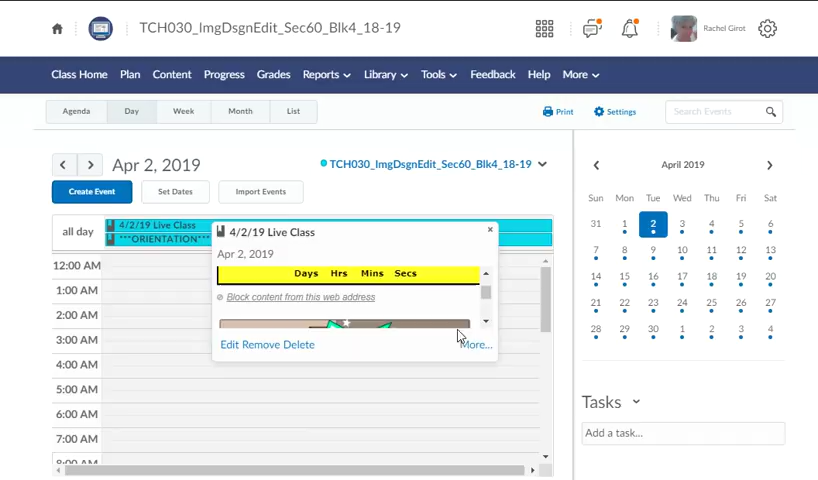 TCH030_ImgDsgnEdit_Sec60_Blk4_18-19
Rachel Girot
Class Home Plan Content Progress Grades Reports Library Tools Feedback Help More
Agenda Day Week Month List
Print Settings Search Events
Apr 2, 2019
TCH030_ImgDsgnEdit_Sec60_Blk4_18-19
Create Event Set Dates Import Events
all day
4/2/19 Live Class
***ORIENTATION***
4/2/19 Live Class
Apr 2, 2019
Days Hrs Mins Secs
Block content from this web address
Edit Remove Delete
More...
12:00 AM
1:00 AM
2:00 AM
3:00 AM
4:00 AM
5:00 AM
6:00 AM
7:00 AM
8:00 AM
April 2019
Sun Mon Tue Wed Thu Fri Sat
31 1 2 3 4 5 6
7 8 9 10 11 12 13
14 15 16 17 18 19 20
21 22 23 24 25 26 27
28 29 30 1 2 3 4
Tasks
Add a task...